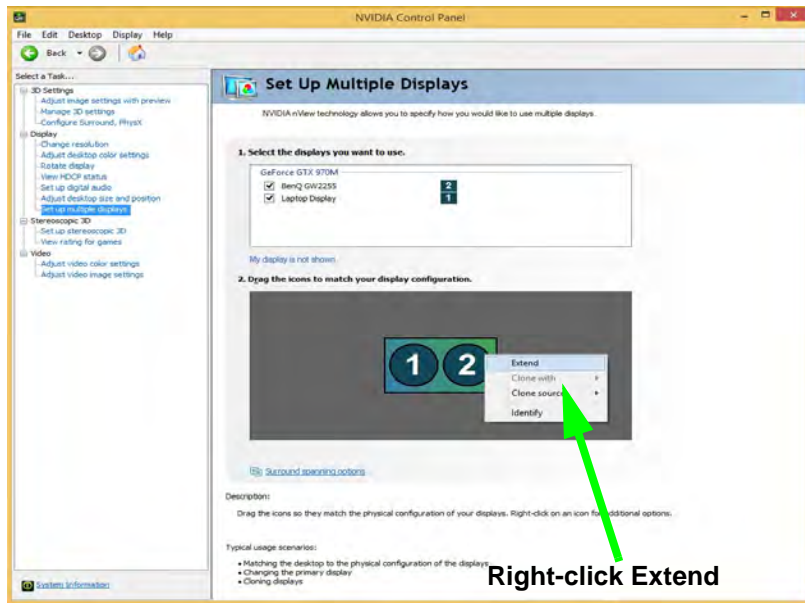 NVIDIA Control Panel
File Edit Desktop Display Help
Back
Select a Task...
3D Settings
Adjust image settings with preview
Manage 3D settings
Configure Surround, PhysX
Display
Change resolution
Adjust desktop color settings
Rotate display
View HDCP status
Set up digital audio
Adjust desktop size and position
Set up multiple displays
Stereoscopic 3D
Set up stereoscopic 3D
View rating for games
Video
Adjust video color settings
Adjust video image settings
System Information
Set Up Multiple Displays
NVIDIA nView technology allows you to specify how you would like to use multiple displays.
1. Select the displays you want to use.
GeForce GTX 970M
BenQ GW2255 2
Laptop Display 1
My display is not shown
2. Drag the icons to match your display configuration.
1 2
Extend
Clone with
Clone source
Identify
Surround spanning options
Description:
Drag the icons so they match the physical configuration of your displays. Right-click on an icon for additional options.
Typical usage scenarios:
• Matching the desktop to the physical configuration of the displays
• Changing the primary display
• Cloning displays
Right-click Extend